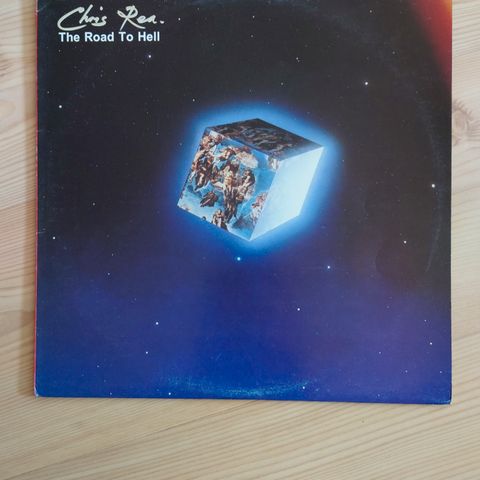 Chris Rea.
The Road To Hell